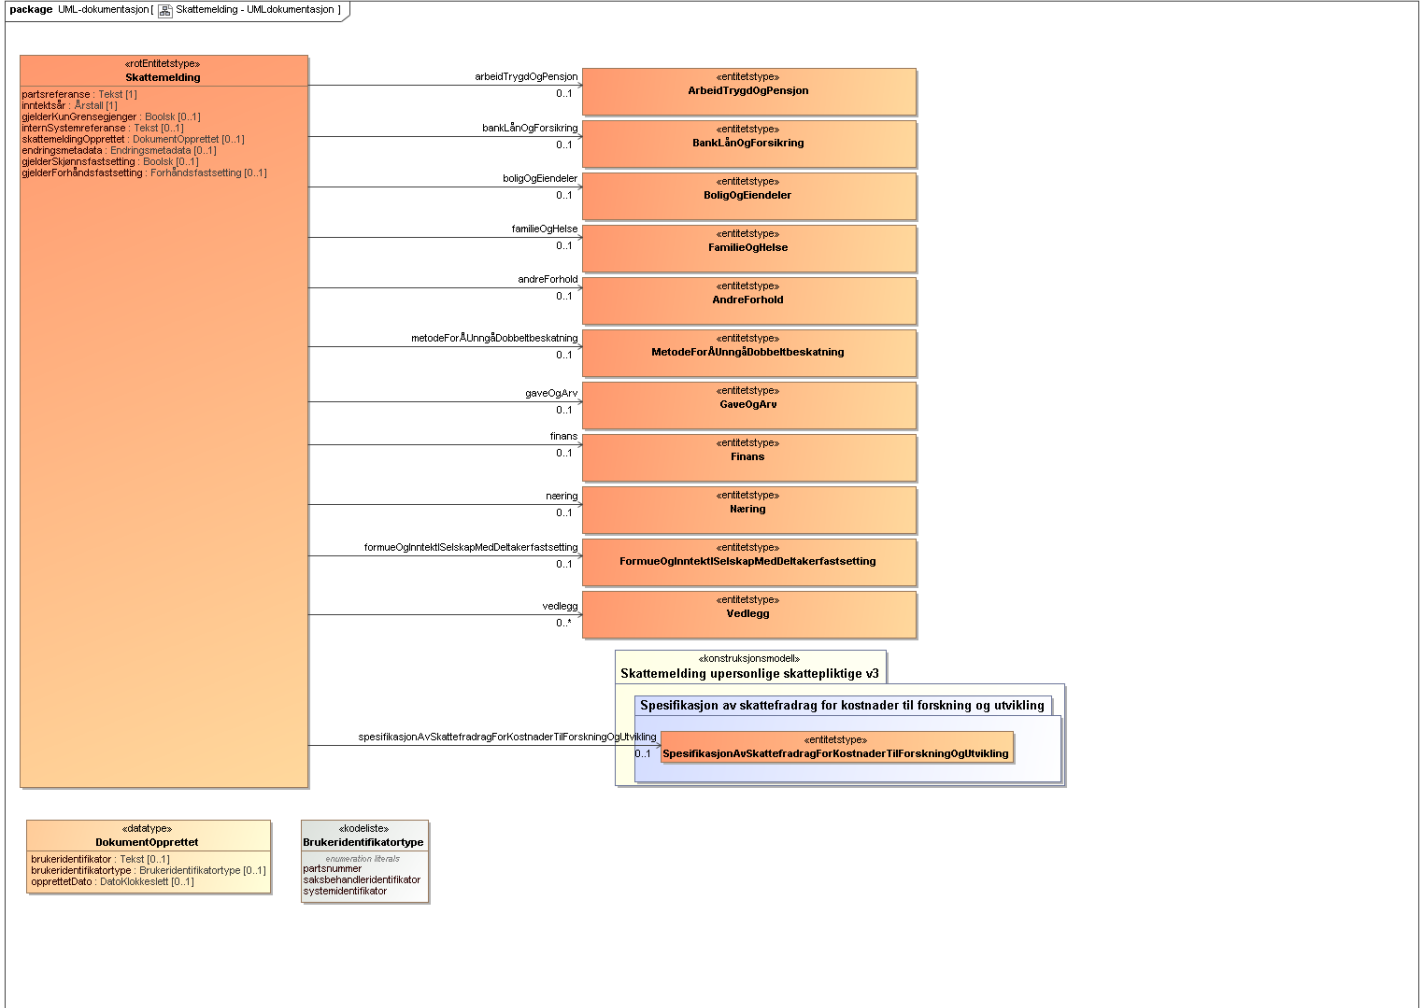 package UML-dokumentasjon [ Skattemelding - UMLdokumentasjon ]
«rotEntitetstype»
Skattemelding
partsreferanse : Tekst [1]
inntektsår : Årstall [1]
gjelderKunGrensegjenger : Boolsk [0..1]
internSystemreferanse : Tekst [0..1]
skattemeldingOpprettet : DokumentOpprettet [0..1]
endringsmetadata : Endringsmetadata [0..1]
gjelderSkjønnsfastsetting : Boolsk [0..1]
gjelderForhåndsfastsetting : Forhåndsfastsetting [0..1]
arbeidTrygdOgPensjon
0..1
«entitetstype»
ArbeidTrygdOgPensjon
bankLånOgForsikring
0..1
«entitetstype»
BankLånOgForsikring
boligOgEiendeler
0..1
«entitetstype»
BoligOgEiendeler
familieOgHelse
0..1
«entitetstype»
FamilieOgHelse
andreForhold
0..1
«entitetstype»
AndreForhold
metodeForÅUnngåDobbeltbeskatning
0..1
«entitetstype»
MetodeForÅUnngåDobbeltbeskatning
gaveOgArv
0..1
«entitetstype»
GaveOgArv
finans
0..1
«entitetstype»
Finans
næring
0..1
«entitetstype»
Næring
formueOgInntektISelskapMedDeltakerfastsetting
0..1
«entitetstype»
FormueOgInntektISelskapMedDeltakerfastsetting
vedlegg
0..*
«entitetstype»
Vedlegg
«konstruksjonsmodell»
Skattemelding upersonlige skattepliktige v3
Spesifikasjon av skattefradrag for kostnader til forskning og utvikling
spesifikasjonAvSkattefradragForKostnaderTilForskningOgUtvikling
0..1
«entitetstype»
SpesifikasjonAvSkattefradragForKostnaderTilForskningOgUtvikling
«datatype»
DokumentOpprettet
brukeridentifikator : Tekst [0..1]
brukeridentifikatortype : Brukeridentifikatortype [0..1]
opprettetDato : DatoKlokkeslett [0..1]
«kodeliste»
Brukeridentifikatortype
enumeration literals
partsnummer
saksbehandleridentifikator
systemidentifikator